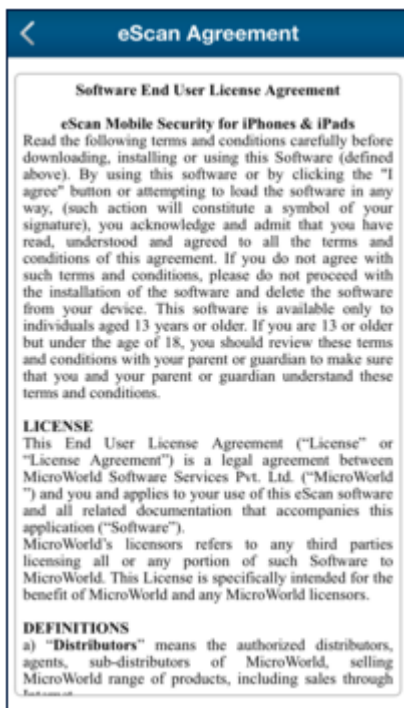 eScan Agreement
Software End User License Agreement
eScan Mobile Security for iPhones & iPads
Read the following terms and conditions carefully before
downloading, installing or using this Software (defined
above). By using this software or by clicking the "I
agree" button or attempting to load the software in any
way, (such action will constitute a symbol of your
signature), you acknowledge and admit that you have
read, understood and agreed to all the terms and
conditions of this agreement. If you do not agree with
such terms and conditions, please do not proceed with
the installation of the software and delete the software
from your device. This software is available only to
individuals aged 13 years or older. If you are 13 or older
but under the age of 18, you should review these terms
and conditions with your parent or guardian to make sure
that you and your parent or guardian understand these
terms and conditions.
LICENSE
This End User License Agreement (“License” or
“License Agreement”) is a legal agreement between
MicroWorld Software Services Pvt. Ltd. (“MicroWorld
”) and you and applies to your use of this eScan software
and all related documentation that accompanies this
application (“Software”).
MicroWorld’s licensors refers to any third parties
licensing all or any portion of such Software to
MicroWorld. This License is specifically intended for the
benefit of MicroWorld and any MicroWorld licensors.
DEFINITIONS
a) “Distributors” means the authorized distributors,
agents, sub-distributors of MicroWorld, selling
MicroWorld range of products, including sales through